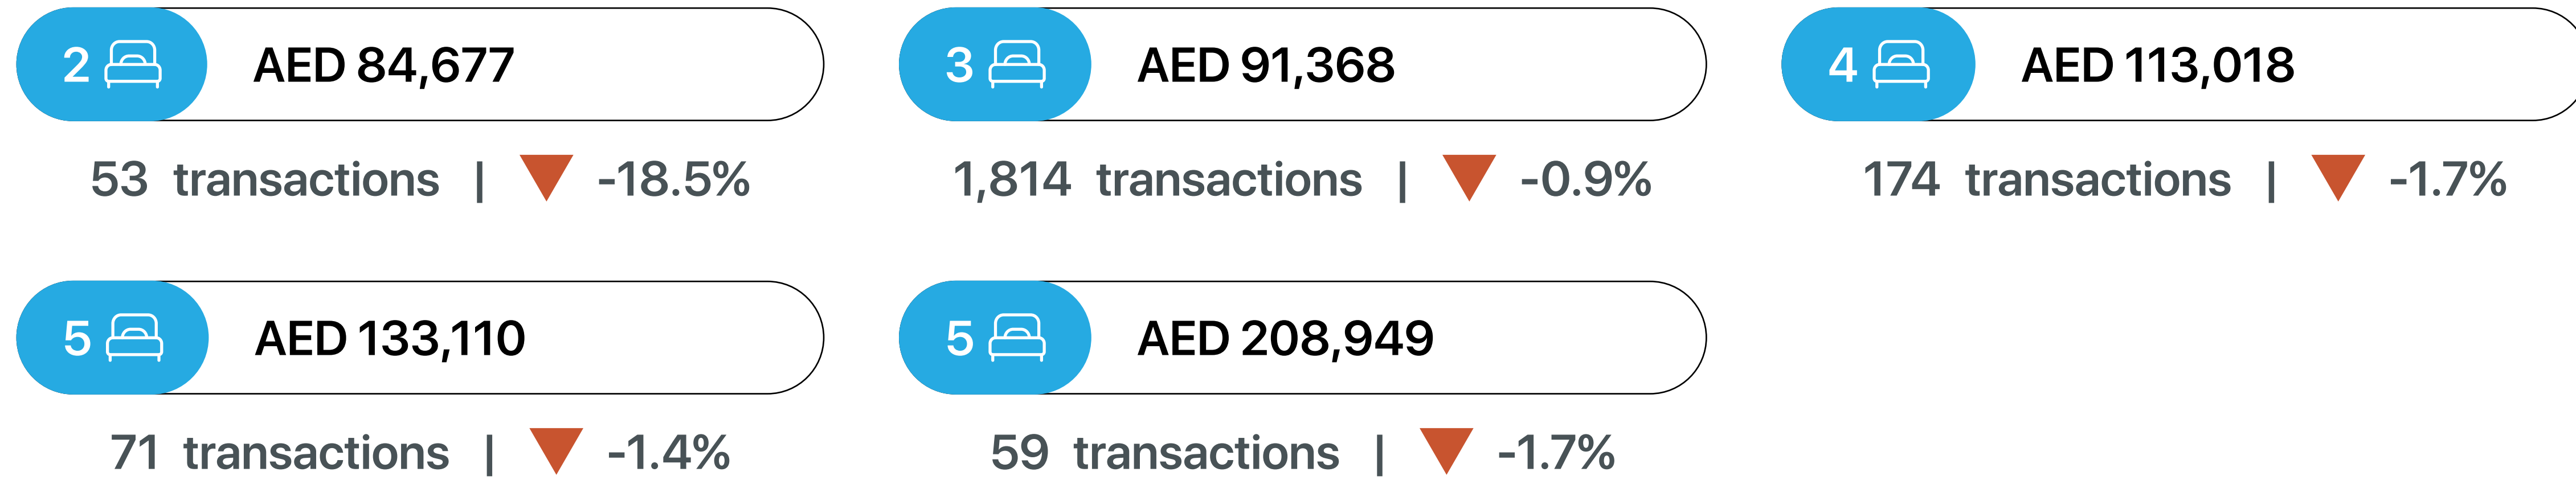 2 AED 84,677
53 transactions | -18.5%
3 AED 91,368
1,814 transactions | -0.9%
4 AED 113,018
174 transactions | -1.7%
5 AED 133,110
71 transactions | -1.4%
5 AED 208,949
59 transactions | -1.7%